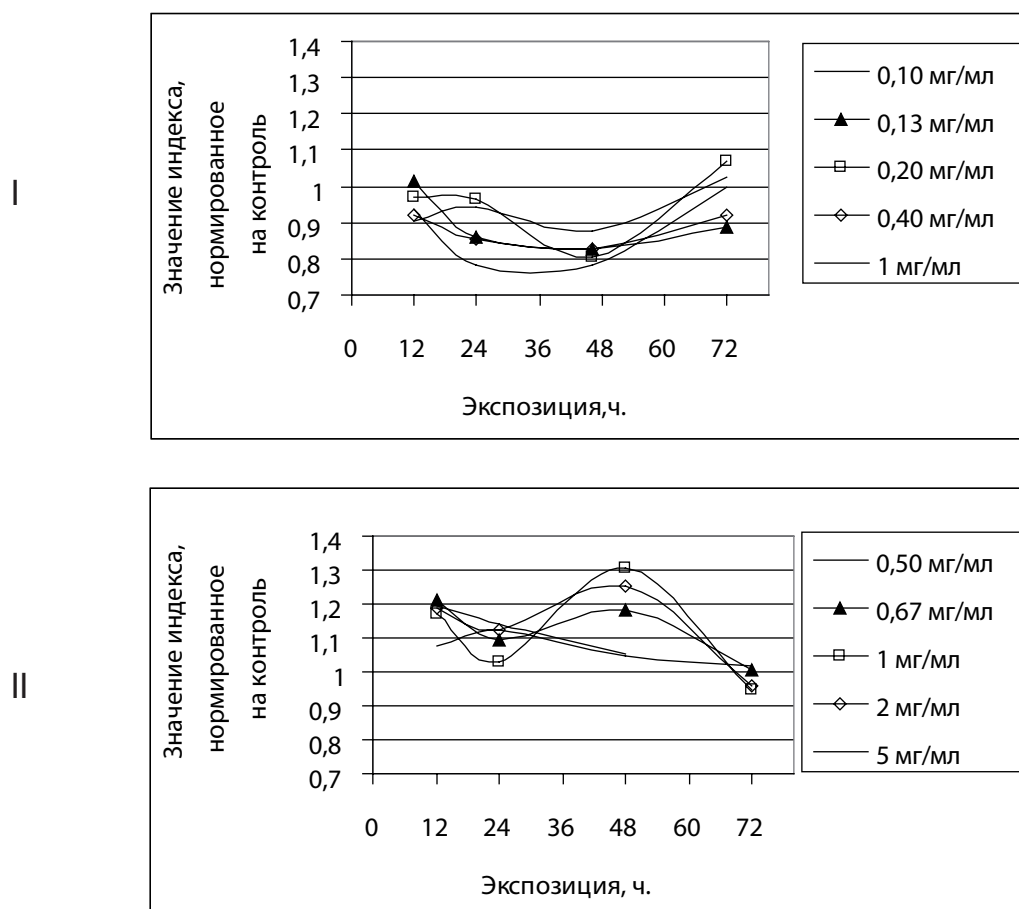 I
Значение индекса,
нормированное
на контроль
1,4
1,3
1,2
1,1
1
0,9
0,8
0,7
0 12 24 36 48 60 72
Экспозиция,ч.
0,10 мг/мл
0,13 мг/мл
0,20 мг/мл
0,40 мг/мл
1 мг/мл
II
Значение индекса,
нормированное
на контроль
1,4
1,3
1,2
1,1
1
0,9
0,8
0,7
0 12 24 36 48 60 72
Экспозиция, ч.
0,50 мг/мл
0,67 мг/мл
1 мг/мл
2 мг/мл
5 мг/мл